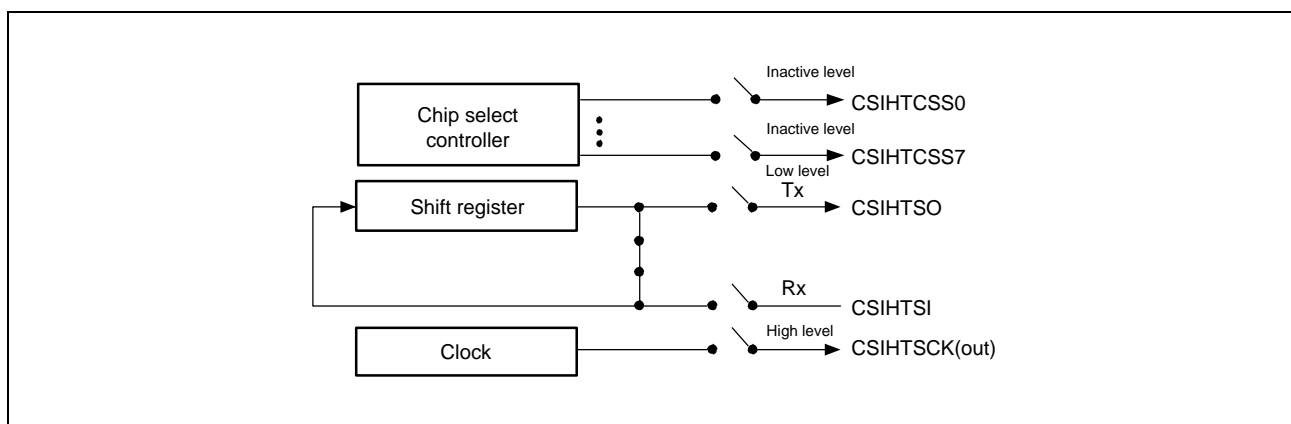 Inactive level
CSIHTCSS0
Chip select
controller
Inactive level
CSIHTCSS7
Low level
Tx
CSIHTSO
Shift register
Rx
CSIHTSI
High level
CSIHTSCK(out)
Clock